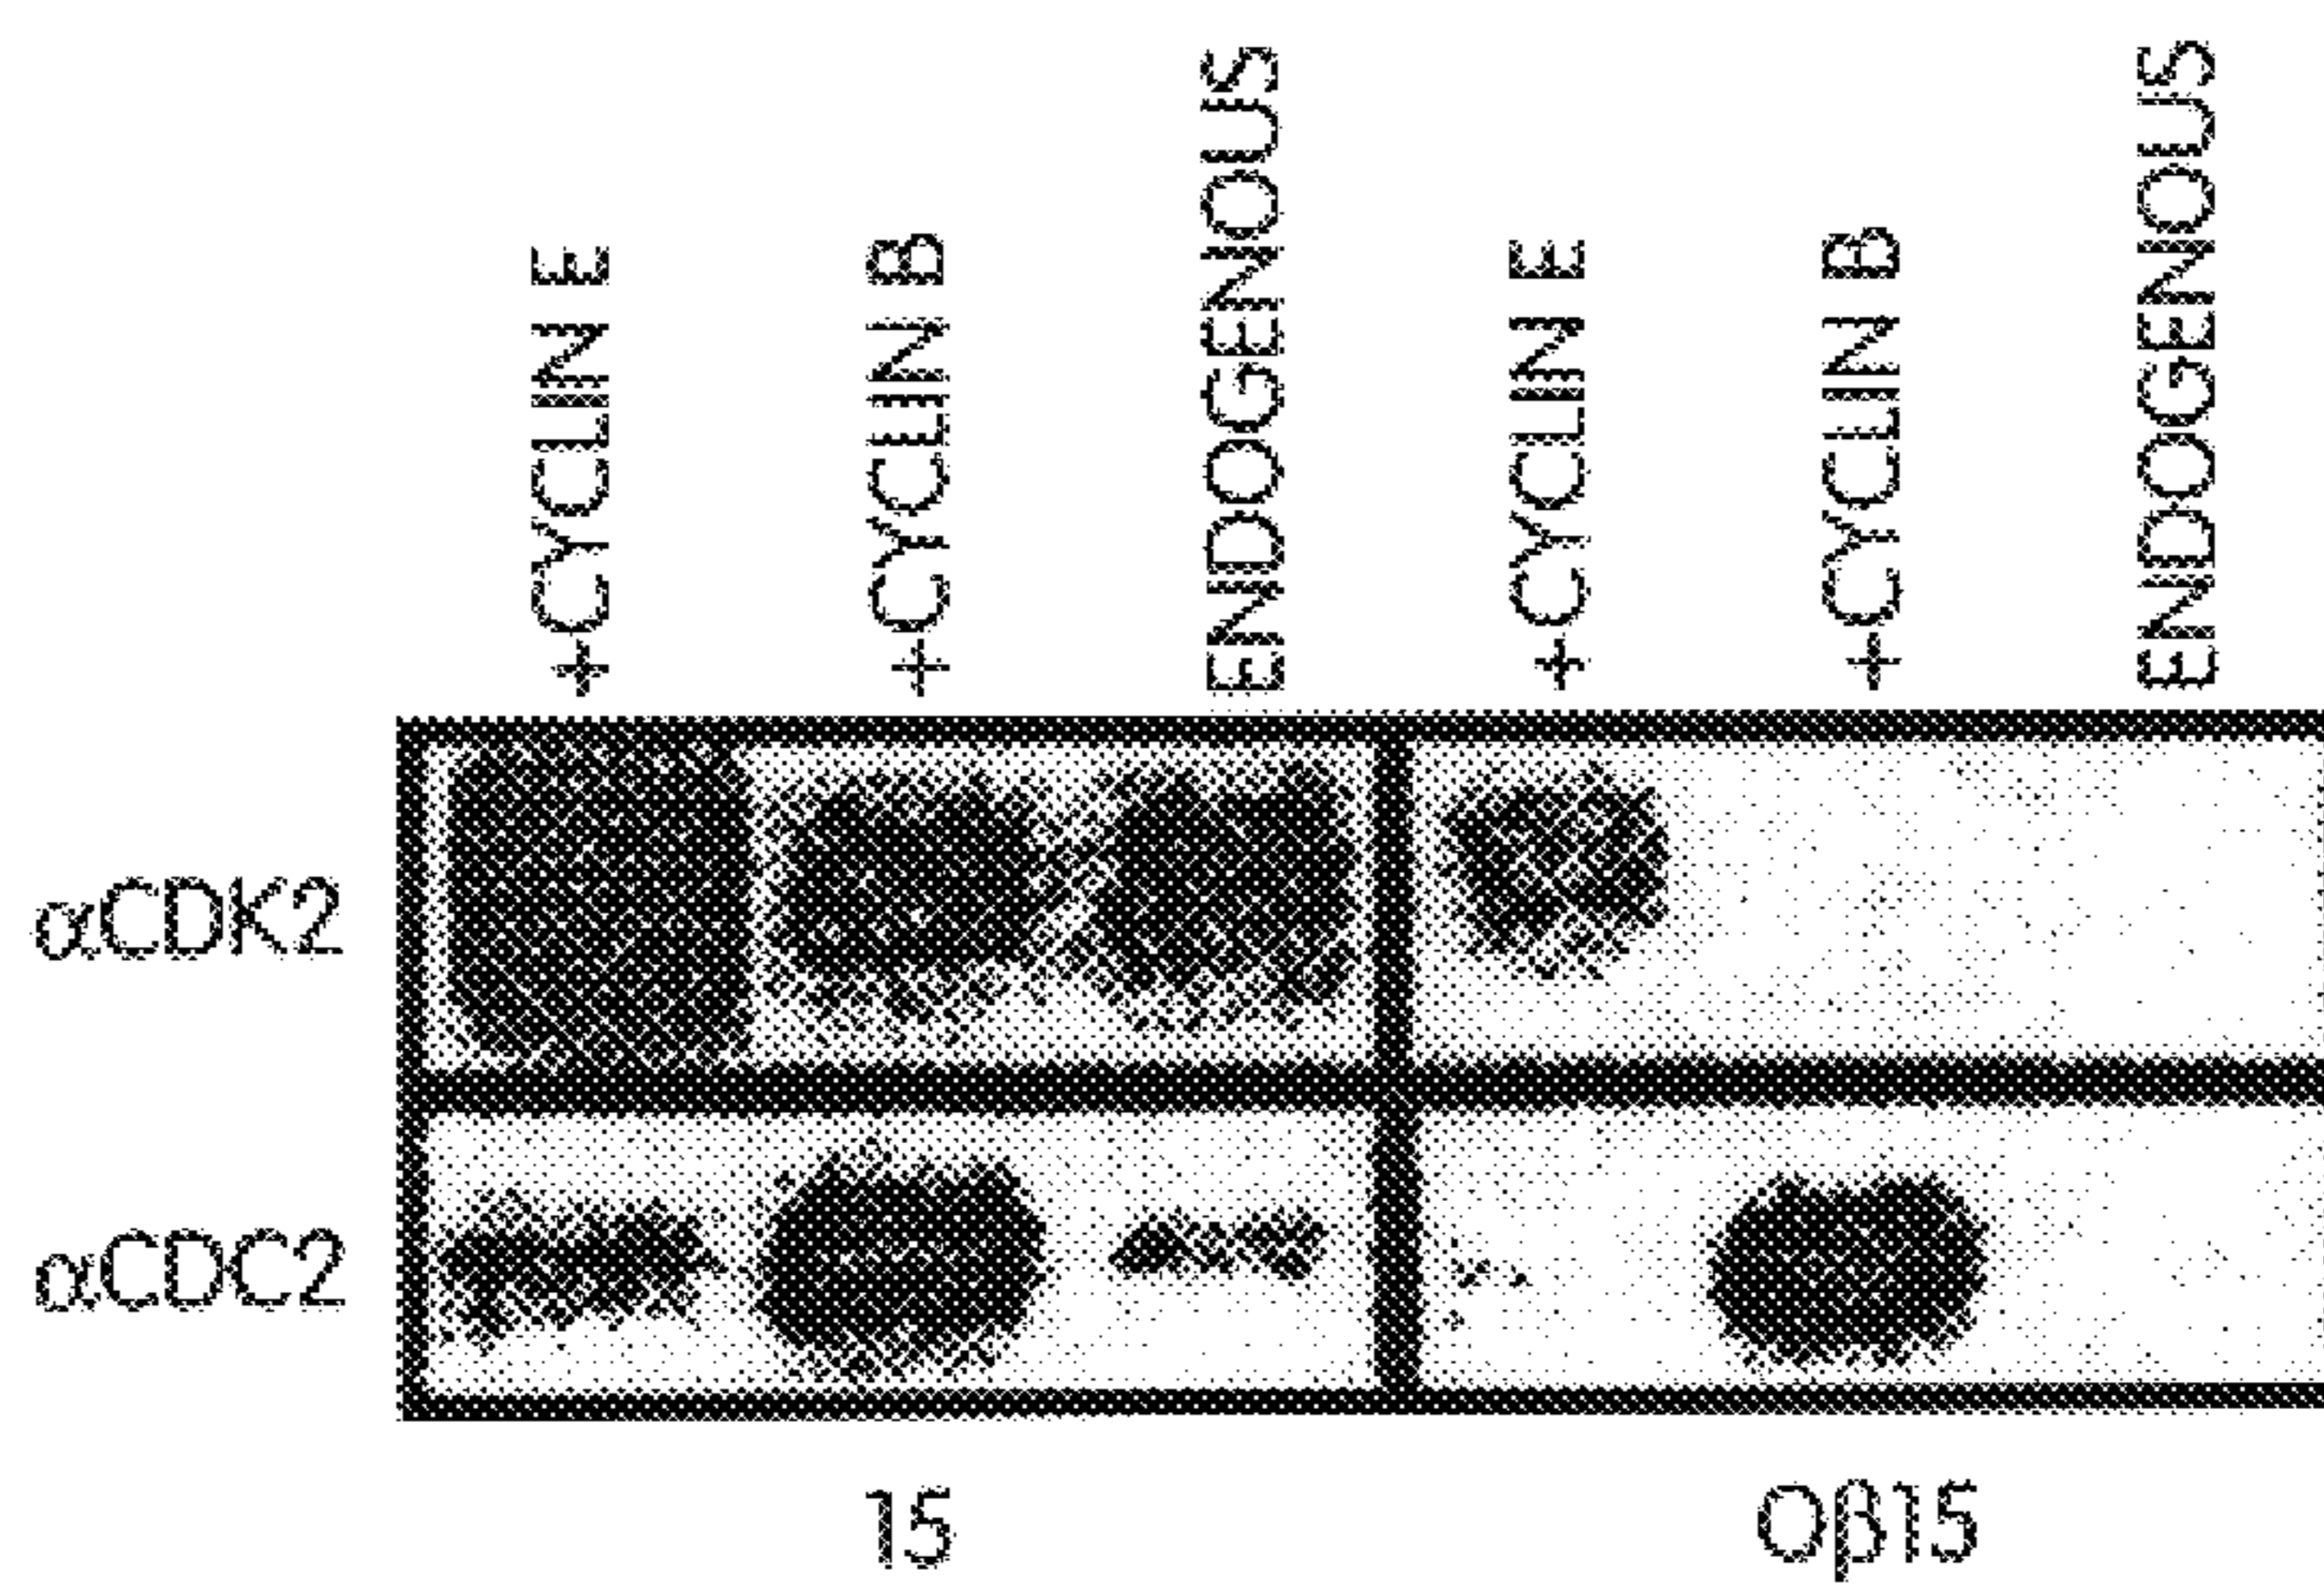 +CYCLIN E
+CYCLIN B
ENDOGENOUS
+CYCLIN E
+CYCLIN B
ENDOGENOUS
αCDK2
αCDC2
15
Oβ15